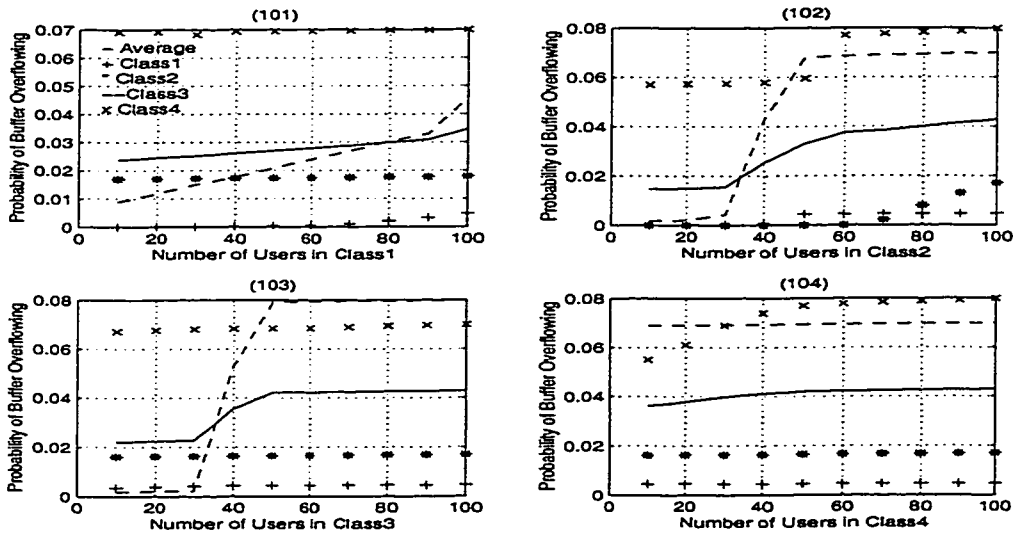 (101)
Probability of Buffer Overflowing
0.07
0.06
0.05
0.04
0.03
0.02
0.01
0
– Average
+ Class1
- Class2
—Class3
× Class4
0 20 40 60 80 100
Number of Users in Class1
(102)
Probability of Buffer Overflowing
0.08
0.06
0.04
0.02
0
0 20 40 60 80 100
Number of Users in Class2
(103)
Probability of Buffer Overflowing
0.08
0.06
0.04
0.02
0
0 20 40 60 80 100
Number of Users in Class3
(104)
Probability of Buffer Overflowing
0.08
0.06
0.04
0.02
0
0 20 40 60 80 100
Number of Users in Class4